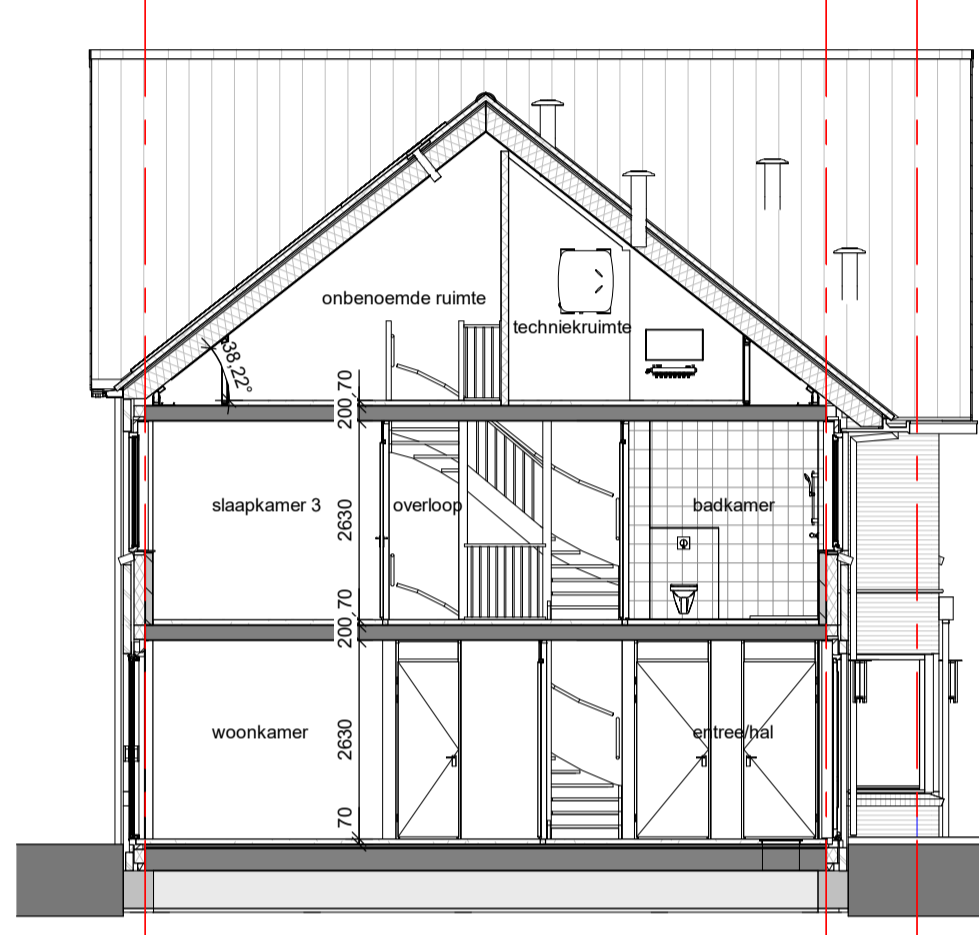 onbenoemde ruimte
techniekruimte
38,22°
70
200
slaapkamer 3
overloop
badkamer
2630
70
200
woonkamer
entree/hal
2630
70